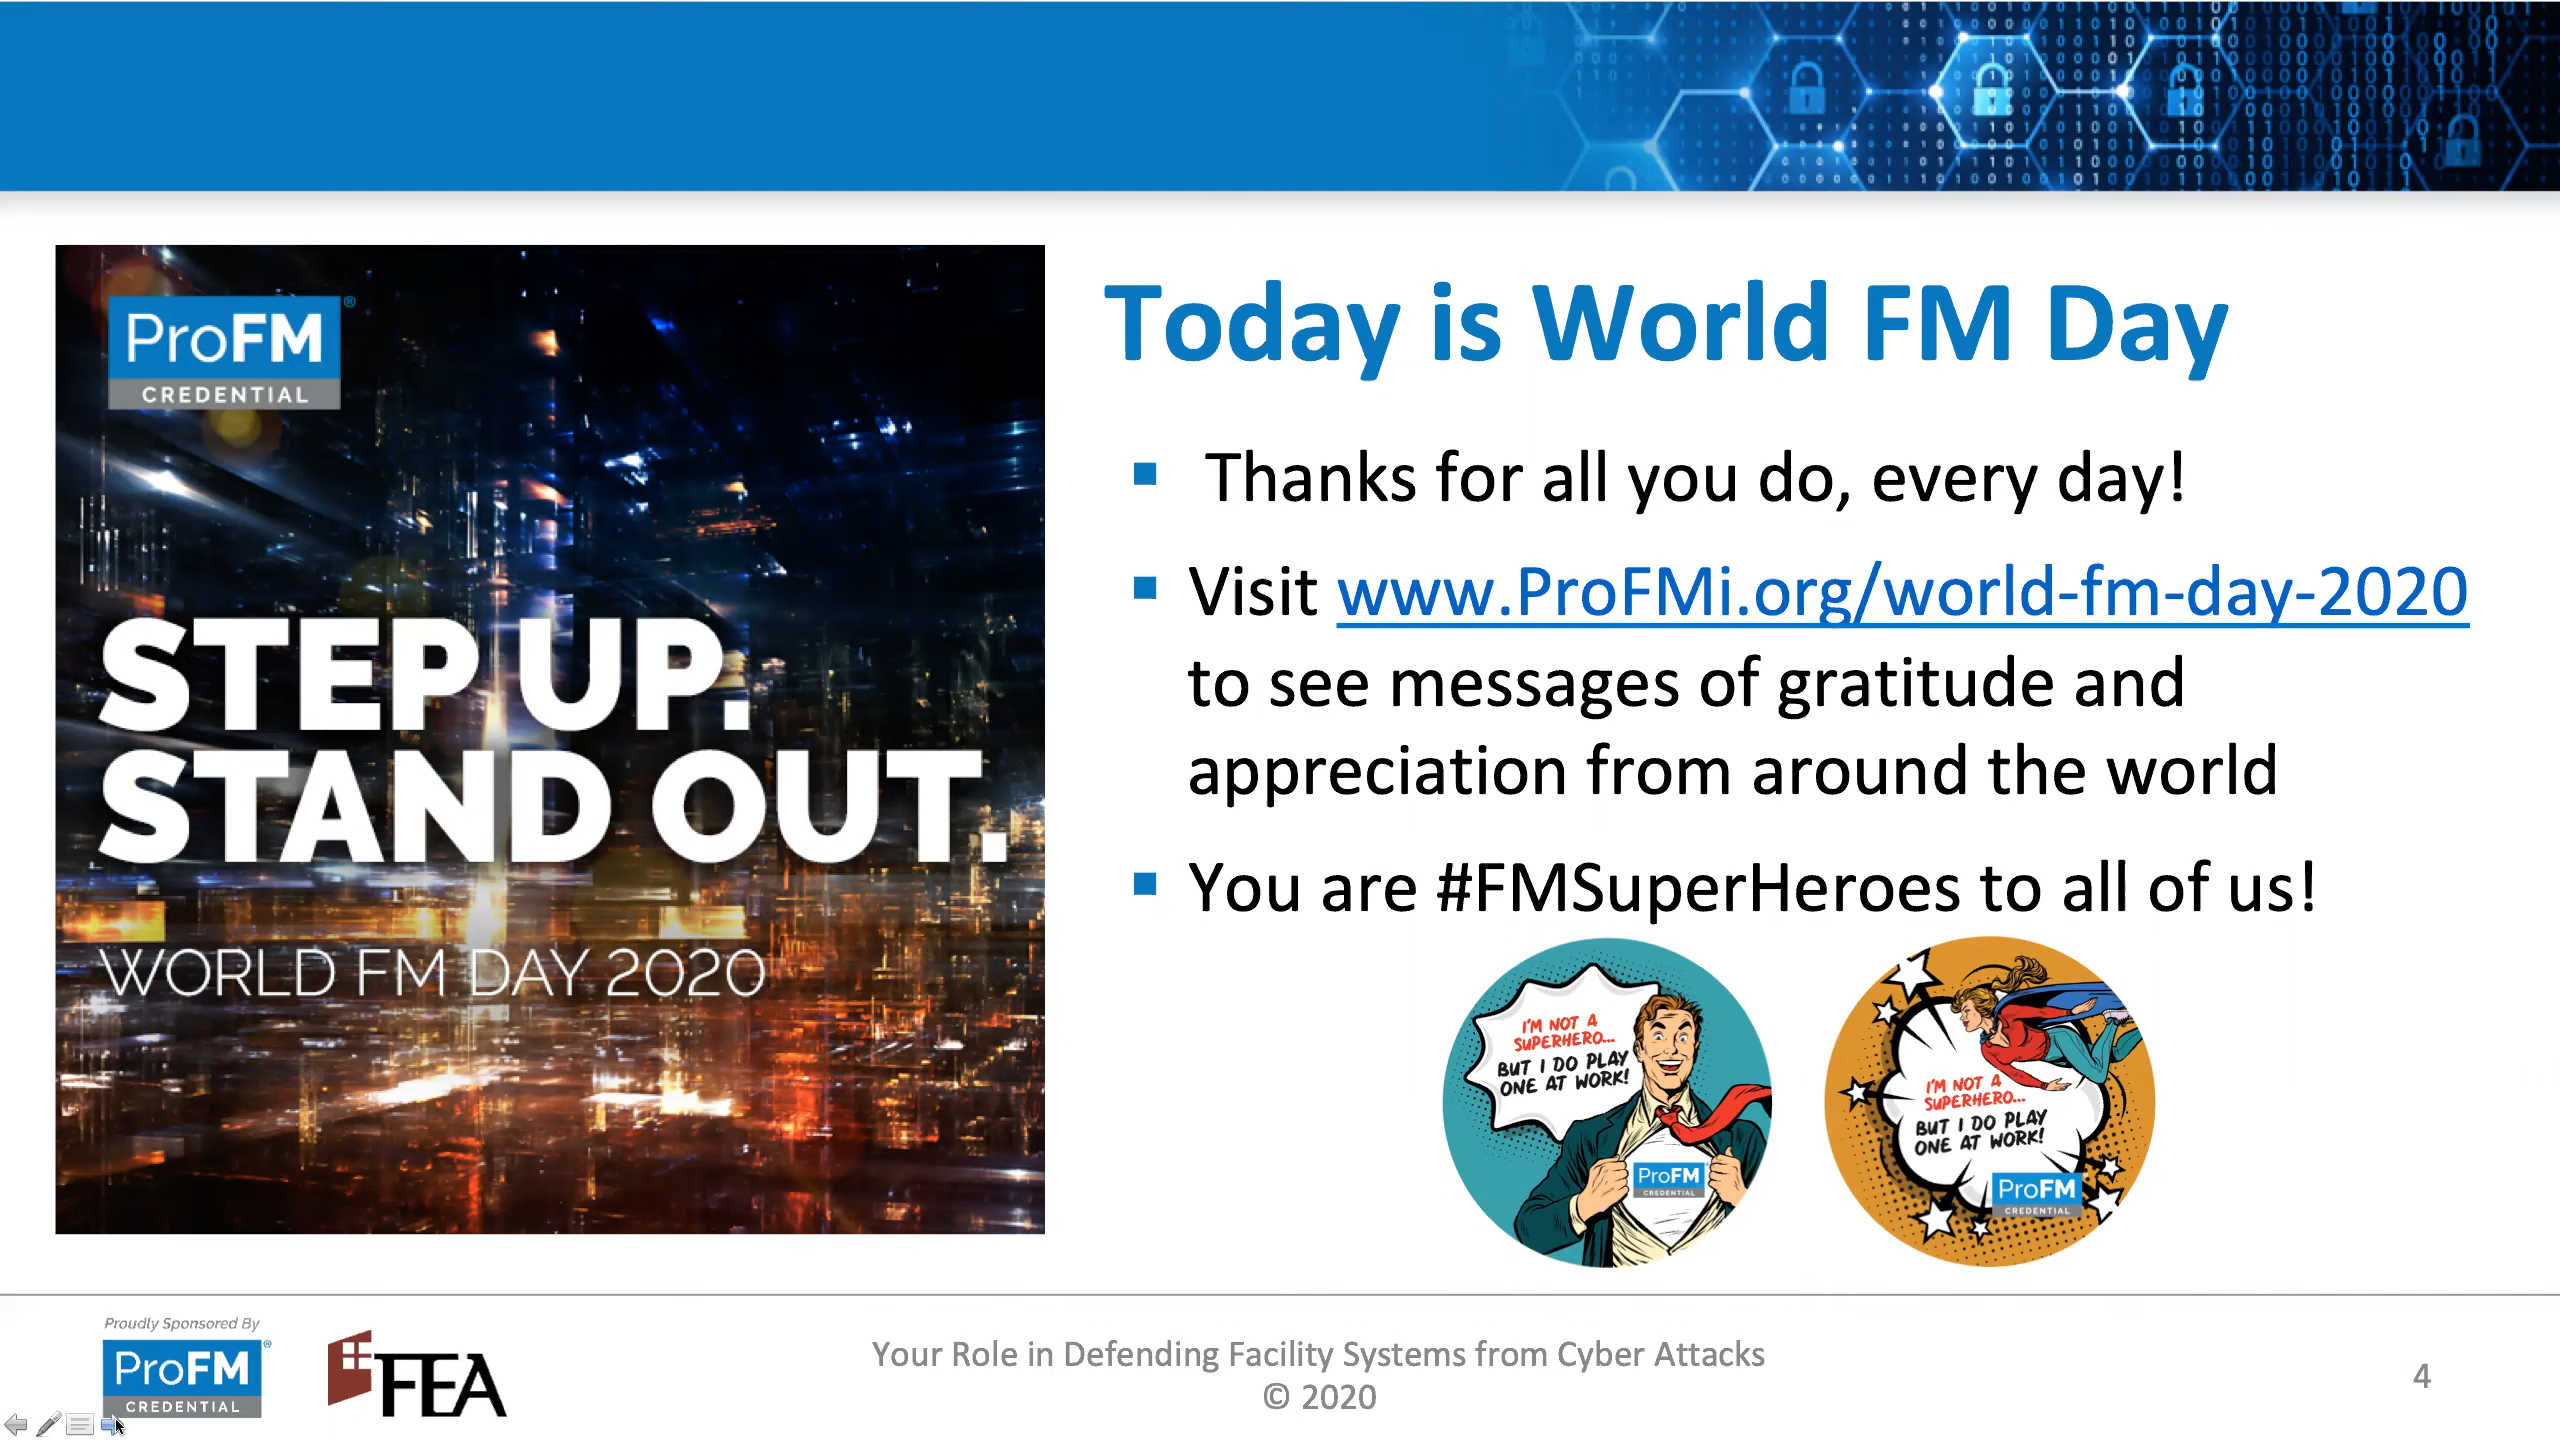 ProFM®
CREDENTIAL
STEP UP.
STAND OUT.
WORLD FM DAY 2020
Today is World FM Day
Thanks for all you do, every day!
Visit www.ProFMi.org/world-fm-day-2020
to see messages of gratitude and
appreciation from around the world
You are #FMSuperHeroes to all of us!
I'M NOT A
SUPERHERO...
BUT I DO PLAY
ONE AT WORK!
ProFM
CREDENTIAL
I'M NOT A
SUPERHERO...
BUT I DO PLAY
ONE AT WORK!
ProFM
CREDENTIAL
Proudly Sponsored By
ProFM®
CREDENTIAL
FEA
Your Role in Defending Facility Systems from Cyber Attacks
© 2020
4